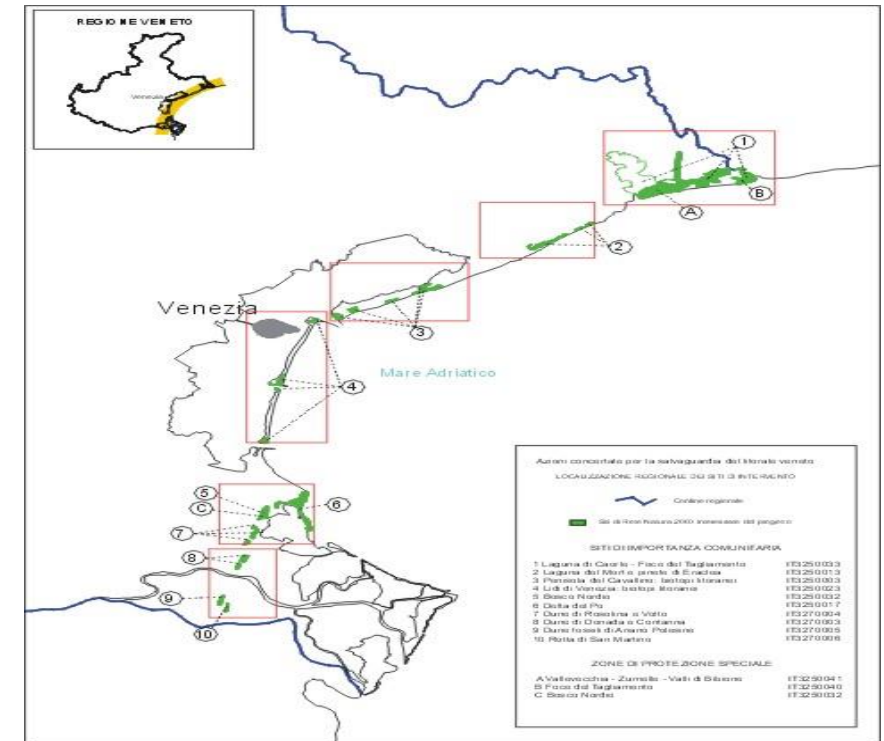 REGIONE VENETO
Venezia
1
B
A
2
Venezia
3
Mare Adriatico
4
5
C
6
7
8
9
10
Azioni concertate per la salvaguardia del litorale veneto
LOCALIZZAZIONE REGIONALE DEI SITI DI INTERVENTO
Confine regionale
Siti di Rete Natura 2000 interessate dal progetto
SITI DI IMPORTANZA COMUNITARIA
1 Laguna di Caorle - Foce del Tagliamento IT3250033
2 Laguna del Mort e pinete di Eraclea IT3250013
3 Penisola del Cavallino: biotopi litoranei IT3250003
4 Lidi di Venezia: biotopi litoranei IT3250023
5 Bosco Nordio IT3250032
6 Delta del Po IT3250017
7 Dune di Rosolina e Volto IT3270004
8 Dune di Donada e Contarina IT3270003
9 Dune fossili di Ariano Polesine IT3270005
10 Rotta di San Martino IT3270006
ZONE DI PROTEZIONE SPECIALE
A Vallevecchia - Zumelle - Valli di Bibione IT3250041
B Foce del Tagliamento IT3250040
C Bosco Nordio IT3250032